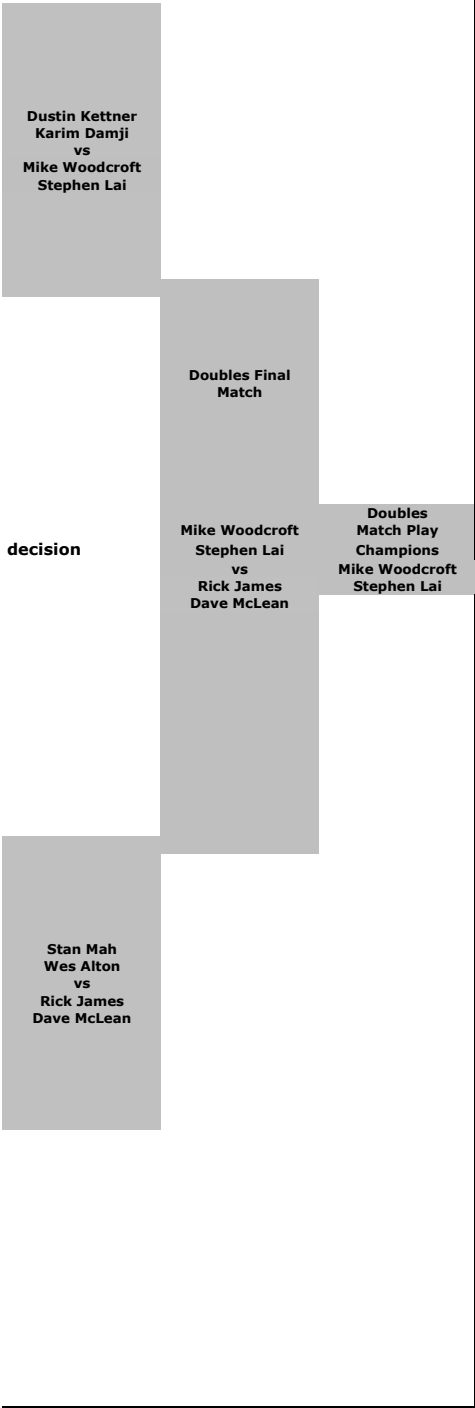 Dustin Kettner
Karim Damji
vs
Mike Woodcroft
Stephen Lai
Doubles Final
Match
decision
Mike Woodcroft
Stephen Lai
vs
Rick James
Dave McLean
Doubles
Match Play
Champions
Mike Woodcroft
Stephen Lai
Stan Mah
Wes Alton
vs
Rick James
Dave McLean